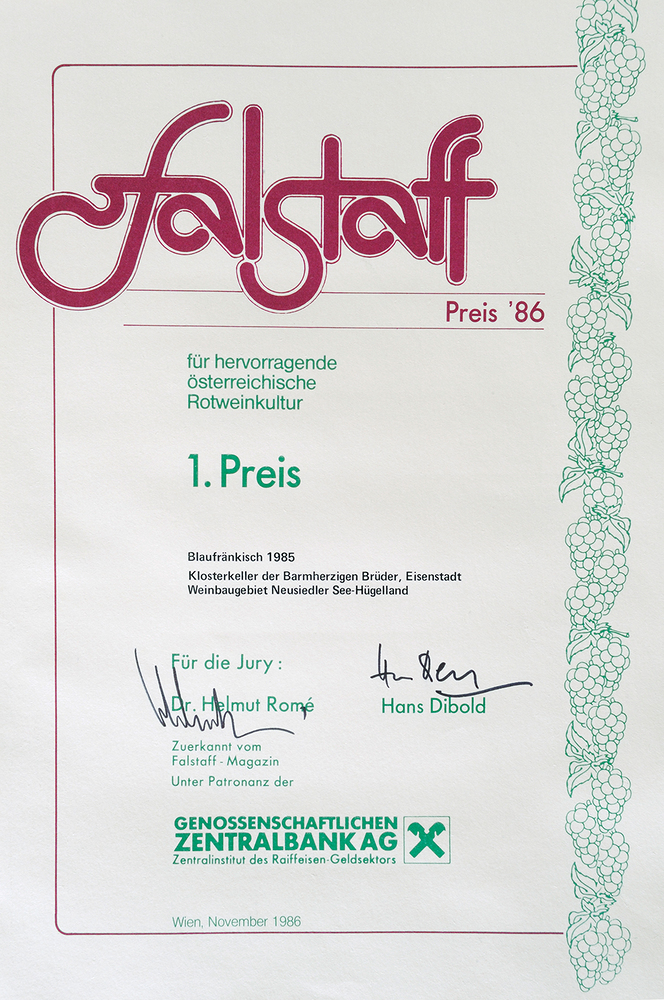 falstaff
Preis '86
für hervorragende
österreichische
Rotweinkultur
1. Preis
Blaufränkisch 1985
Klosterkeller der Barmherzigen Brüder, Eisenstadt
Weinbaugebiet Neusiedler See-Hügelland
Für die Jury :
Dr. Helmut Romé
Hans Dibold
Zuerkannt vom
Falstaff - Magazin
Unter Patronanz der
GENOSSENSCHAFTLICHEN
ZENTRALBANK AG
Zentralinstitut des Raiffeisen-Geldsektors
Wien, November 1986